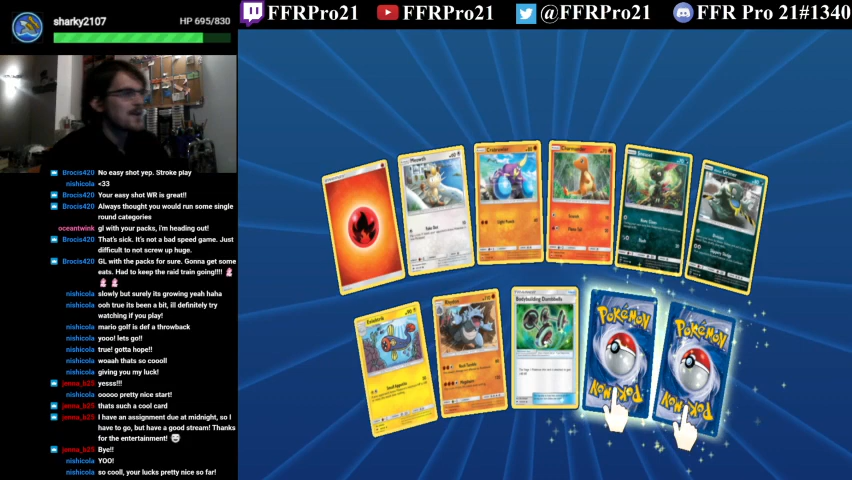 sharky2107
HP 695/830
FFRPro21
FFRPro21
@FFRPro21
FFR Pro 21#1340
Brocis420 No easy shot yep. Stroke play
nishicola <33
Brocis420 Your easy shot WR is great!!
Brocis420 Always thought you would run some single
round categories
oceantwink gl with your packs, i'm heading out!
Brocis420 That's sick. It's not a bad speed game. Just
difficult to not screw up huge.
Brocis420 GL with the packs for sure. Gonna get some
eats. Had to keep the raid train going!!!!
nishicola slowly but surely its growing yeah haha
nishicola ooh true its been a bit, ill definitely try
watching if you play!
nishicola mario golf is def a throwback
nishicola yooo! lets go!!
nishicola true! gotta hope!!
nishicola woaah thats so coool
nishicola giving you my luck!
jenna_b25 yesss!!!
nishicola ooooo pretty nice start!
jenna_b25 thats such a cool card
jenna_b25 I have an assignment due at midnight, so I
have to go, but have a good stream! Thanks
for the entertainment!
jenna_b25 Bye!!
nishicola YOO!
nishicola so cooll, your lucks pretty nice so far!
Meowth
Crabrawler
Charmander
Sneasel
Grimer
Eelektrik
Rhydon
Bodybuilding Dumbbells
Pokémon
Pokémon
Pokémon
Pokémon